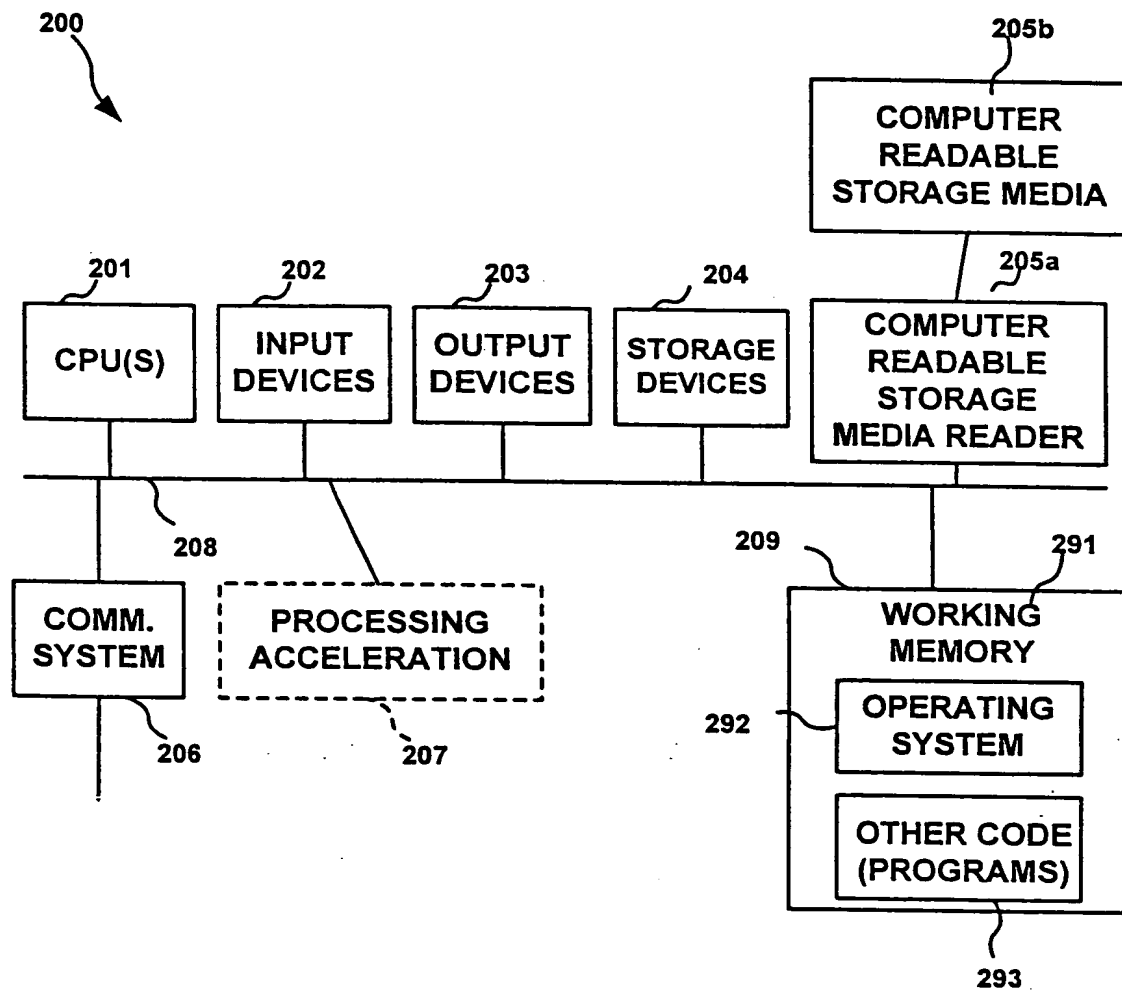 200
205b
COMPUTER
READABLE
STORAGE MEDIA
201
202
203
204
205a
CPU(S)
INPUT
DEVICES
OUTPUT
DEVICES
STORAGE
DEVICES
COMPUTER
READABLE
STORAGE
MEDIA READER
208
209
291
COMM.
SYSTEM
PROCESSING
ACCELERATION
WORKING
MEMORY
206
207
292
OPERATING
SYSTEM
OTHER CODE
(PROGRAMS)
293